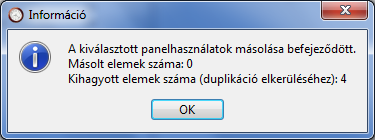 Információ
A kiválasztott panelhasználatok másolása befejeződött.
Másolt elemek száma: 0
Kihagyott elemek száma (duplikáció elkerüléséhez): 4
OK